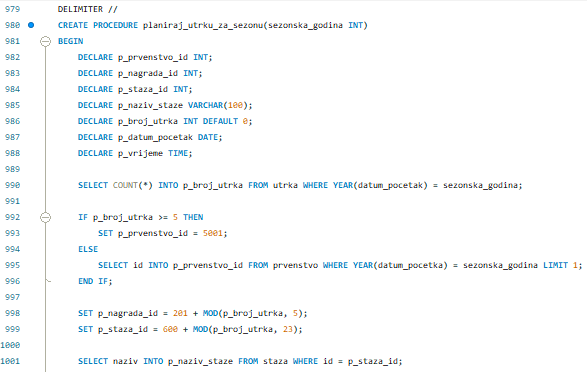 979 DELIMITER //
980 CREATE PROCEDURE planiraj_utrku_za_sezonu(sezonska_godina INT)
981 BEGIN
982 DECLARE p_prvenstvo_id INT;
983 DECLARE p_nagrada_id INT;
984 DECLARE p_staza_id INT;
985 DECLARE p_naziv_staze VARCHAR(100);
986 DECLARE p_broj_utrka INT DEFAULT 0;
987 DECLARE p_datum_pocetak DATE;
988 DECLARE p_vrijeme TIME;
989
990 SELECT COUNT(*) INTO p_broj_utrka FROM utrka WHERE YEAR(datum_pocetak) = sezonska_godina;
991
992 IF p_broj_utrka >= 5 THEN
993 SET p_prvenstvo_id = 5001;
994 ELSE
995 SELECT id INTO p_prvenstvo_id FROM prvenstvo WHERE YEAR(datum_pocetka) = sezonska_godina LIMIT 1;
996 END IF;
997
998 SET p_nagrada_id = 201 + MOD(p_broj_utrka, 5);
999 SET p_staza_id = 600 + MOD(p_broj_utrka, 23);
1000
1001 SELECT naziv INTO p_naziv_staze FROM staza WHERE id = p_staza_id;